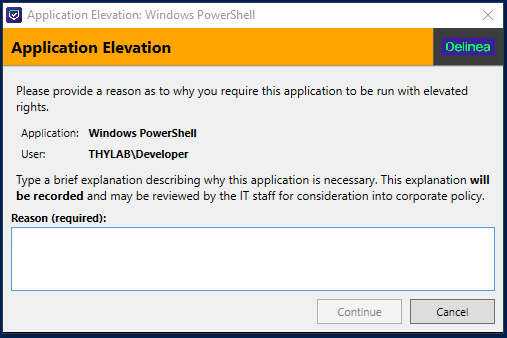 Application Elevation: Windows PowerShell
Application Elevation
Delinea
Please provide a reason as to why you require this application to be run with elevated
rights.
Application: Windows PowerShell
User: THYLAB\Developer
Type a brief explanation describing why this application is necessary. This explanation will
be recorded and may be reviewed by the IT staff for consideration into corporate policy.
Reason (required):
Continue
Cancel